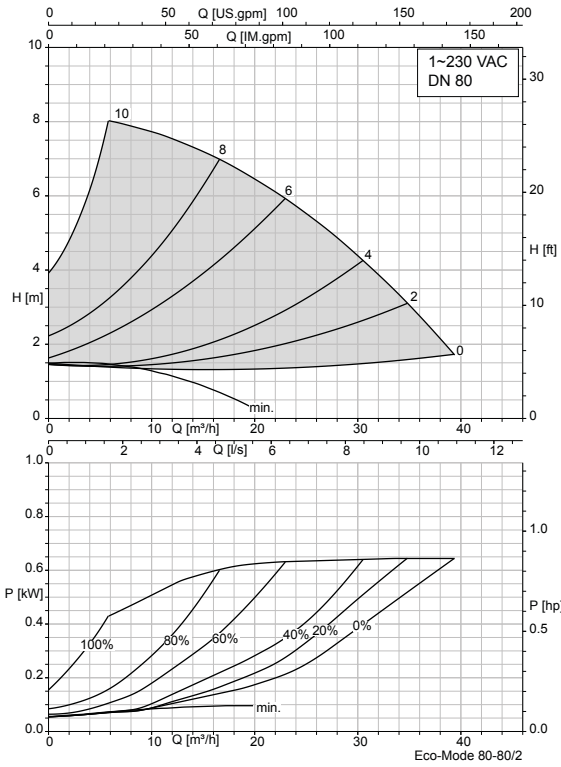 0 50 100 150 200
Q [US.gpm]
0 50 100 150
Q [IM.gpm]
1~230 VAC
DN 80
10
8
6
4
2
0
H [m]
30
20
10
0
H [ft]
10
8
6
4
2
0
min.
0 10 20 30 40
Q [m³/h]
0 2 4 6 8 10 12
Q [l/s]
1.0
0.8
0.6
0.4
0.2
0.0
P [kW]
1.0
0.5
0.0
P [hp]
100%
80%
60%
40%
20%
0%
min.
0 10 20 30 40
Q [m³/h]
Eco-Mode 80-80/2